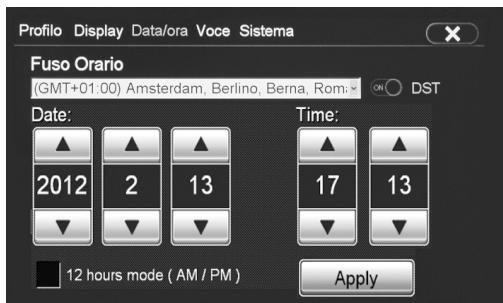 Profilo Display Data/ora Voce Sistema
Fuso Orario
(GMT+01:00) Amsterdam, Berlino, Berna, Rom
ON DST
Date: Time:
2012 2 13 17 13
12 hours mode ( AM / PM ) Apply